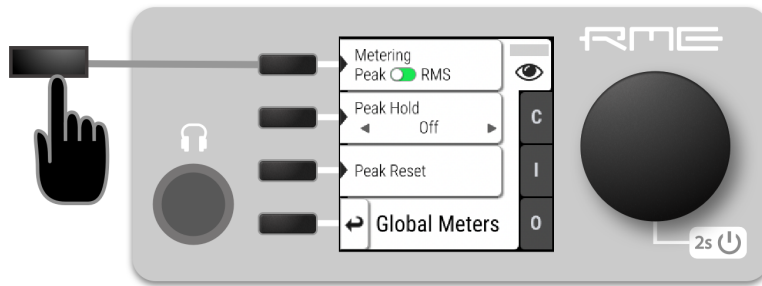 RME
Metering
Peak RMS
Peak Hold
Off
C
Peak Reset
I
Global Meters
O
2s